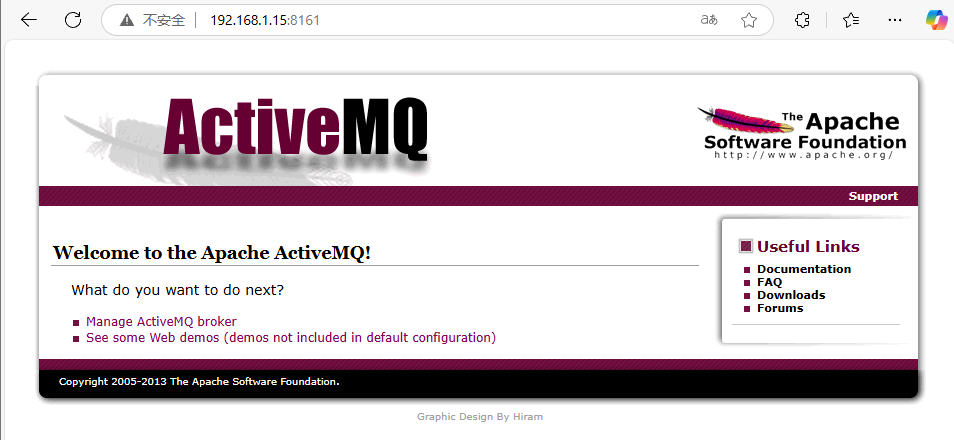 不安全
192.168.1.15:8161
aあ
ActiveMQ
The Apache
Software Foundation
http://www.apache.org/
Support
Welcome to the Apache ActiveMQ!
What do you want to do next?
Manage ActiveMQ broker
See some Web demos (demos not included in default configuration)
Useful Links
Documentation
FAQ
Downloads
Forums
Copyright 2005-2013 The Apache Software Foundation.
Graphic Design By Hiram